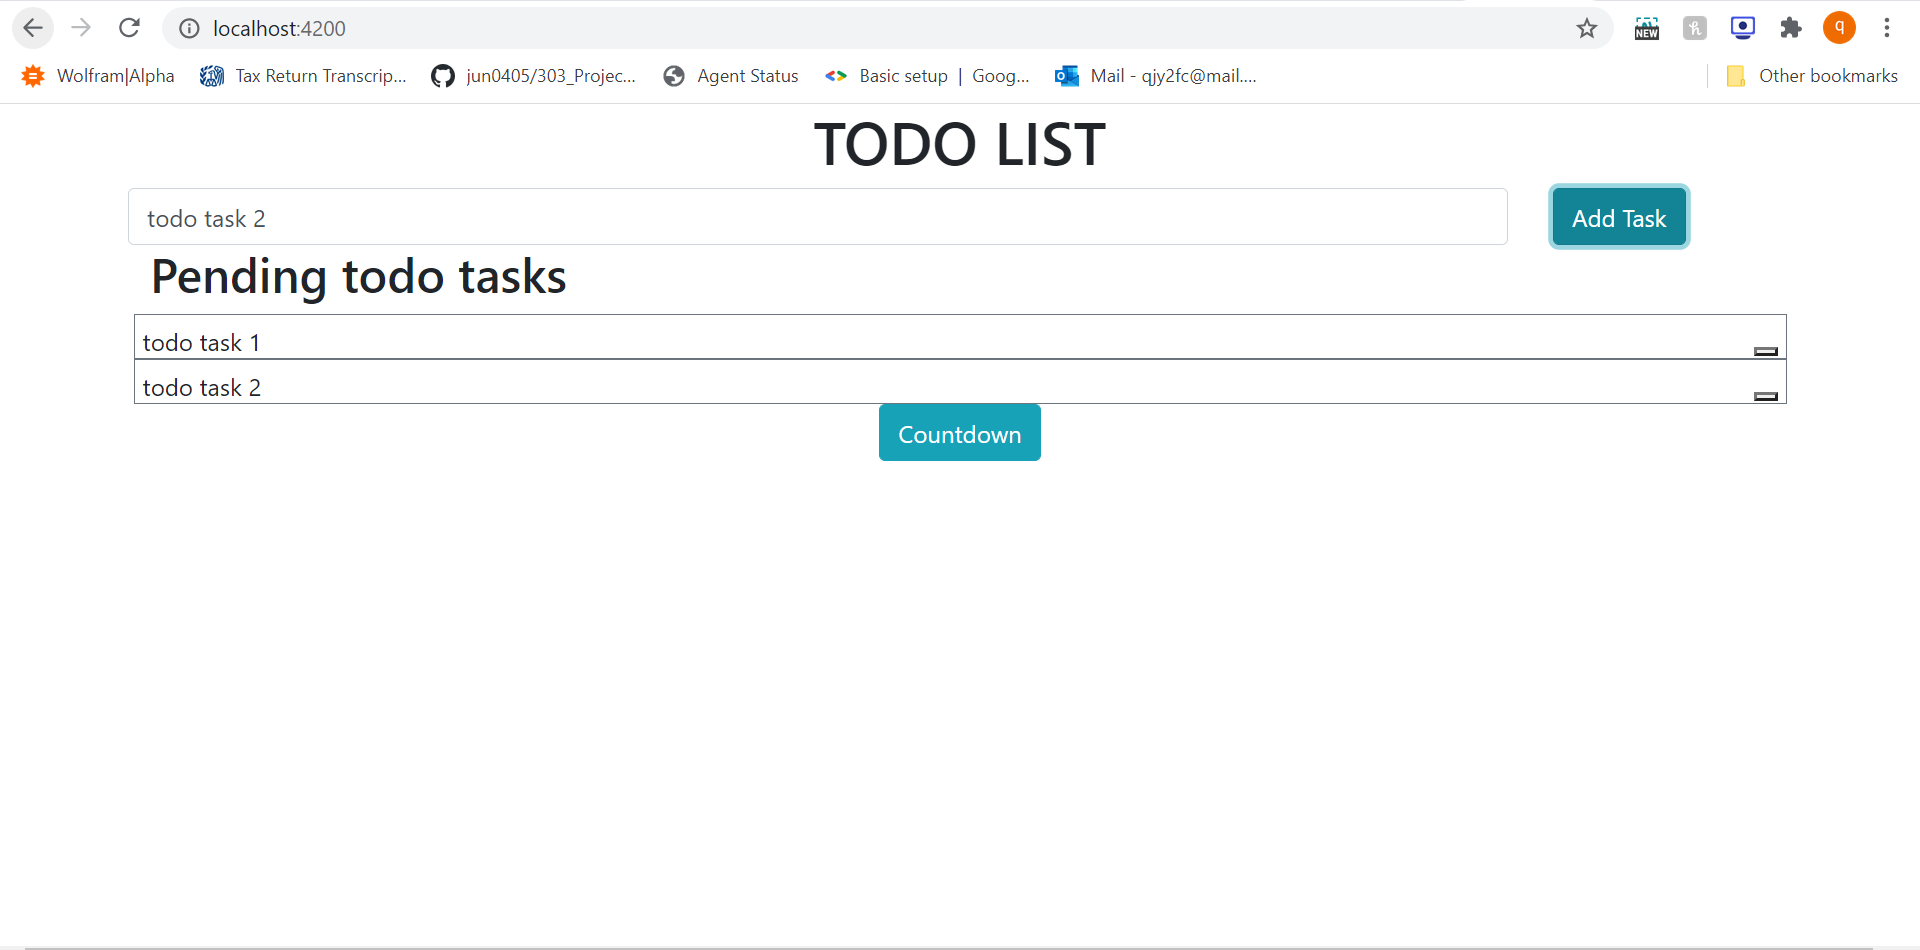 localhost:4200
NEW
q
Wolfram|Alpha
Tax Return Transcrip...
jun0405/303_Projec...
Agent Status
Basic setup | Goog...
Mail - qjy2fc@mail....
Other bookmarks
TODO LIST
todo task 2
Add Task
Pending todo tasks
todo task 1
todo task 2
Countdown